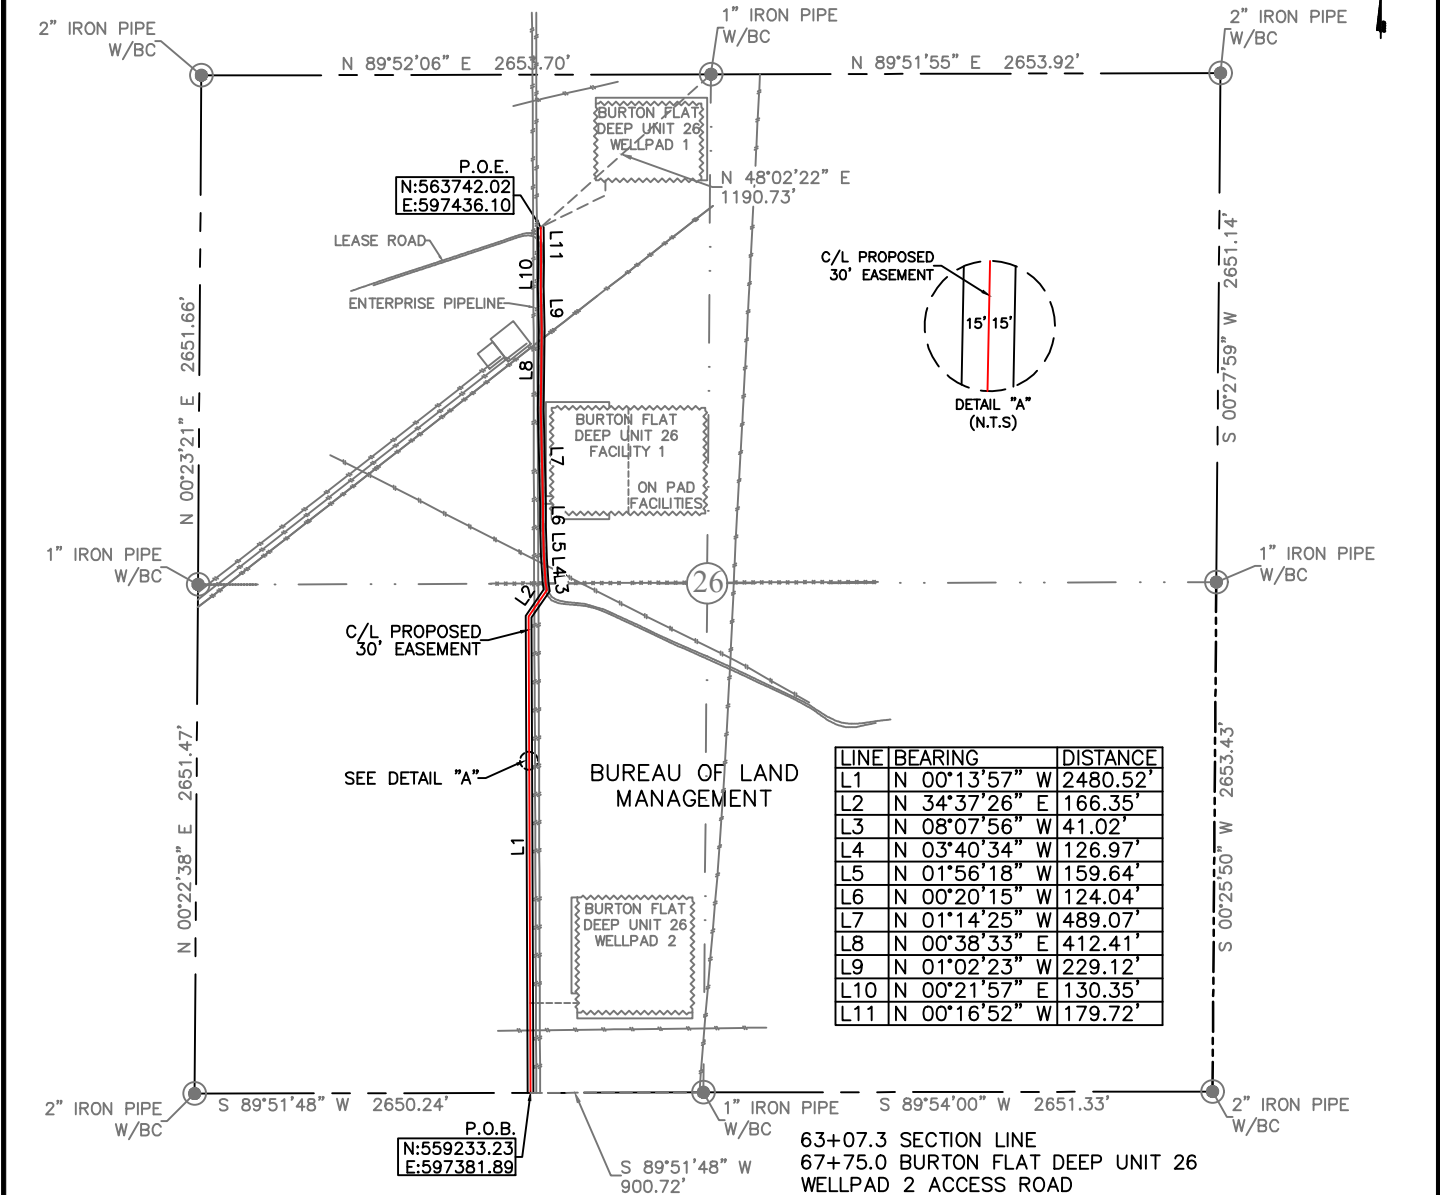 2” IRON PIPE
W/BC
1” IRON PIPE
W/BC
2” IRON PIPE
W/BC
N 89°52’06” E 2653.70’
N 89°51’55” E 2653.92’
BURTON FLAT
DEEP UNIT 26
WELLPAD 1
P.O.E.
N:563742.02
E:597436.10
N 48°02’22” E
1190.73’
LEASE ROAD
ENTERPRISE PIPELINE
L11
L10
L9
L8
L7
L6
L5
L4
L3
L2
L1
C/L PROPOSED
30’ EASEMENT
15’ 15’
DETAIL "A"
(N.T.S)
N 00°23’21” E 2651.66’
S 00°27’59” W 2651.14’
BURTON FLAT
DEEP UNIT 26
FACILITY 1
ON PAD
FACILITIES
1” IRON PIPE
W/BC
26
1” IRON PIPE
W/BC
C/L PROPOSED
30’ EASEMENT
SEE DETAIL "A"
BUREAU OF LAND
MANAGEMENT
N 00°22’38” E 2651.47’
S 00°25’50” W 2653.43’
LINE BEARING DISTANCE
L1 N 00°13’57” W 2480.52’
L2 N 34°37’26” E 166.35’
L3 N 08°07’56” W 41.02’
L4 N 03°40’34” W 126.97’
L5 N 01°56’18” W 159.64’
L6 N 00°20’15” W 124.04’
L7 N 01°14’25” W 489.07’
L8 N 00°38’33” E 412.41’
L9 N 01°02’23” W 229.12’
L10 N 00°21’57” E 130.35’
L11 N 00°16’52” W 179.72’
BURTON FLAT
DEEP UNIT 26
WELLPAD 2
2” IRON PIPE
W/BC
S 89°51’48” W 2650.24’
1” IRON PIPE
W/BC
S 89°54’00” W 2651.33’
2” IRON PIPE
W/BC
P.O.B.
N:559233.23
E:597381.89
S 89°51’48” W
900.72’
63+07.3 SECTION LINE
67+75.0 BURTON FLAT DEEP UNIT 26
WELLPAD 2 ACCESS ROAD